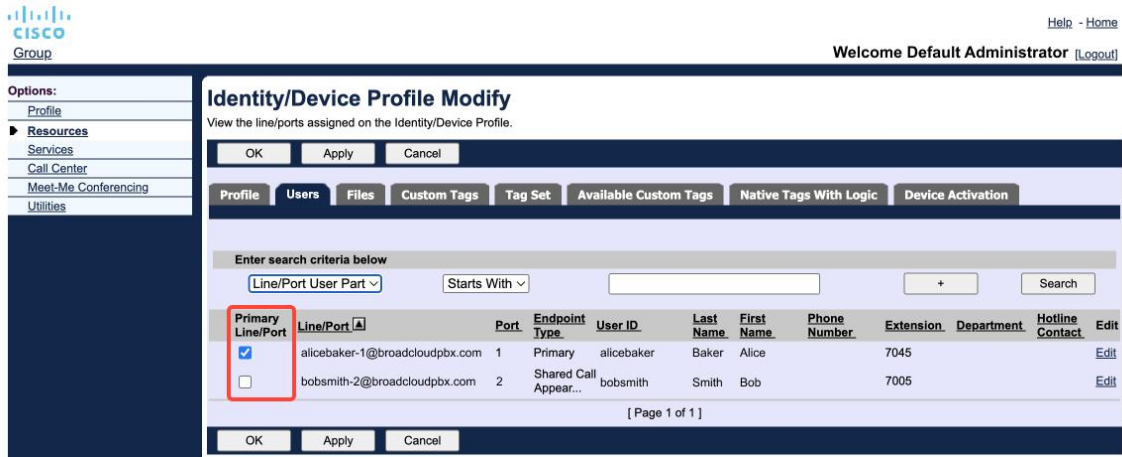 CISCO
Help - Home
Group
Welcome Default Administrator [Logout]
Options:
Profile
Resources
Services
Call Center
Meet-Me Conferencing
Utilities
Identity/Device Profile Modify
View the line/ports assigned on the Identity/Device Profile.
OK Apply Cancel
Profile Users Files Custom Tags Tag Set Available Custom Tags Native Tags With Logic Device Activation
Enter search criteria below
Line/Port User Part Starts With + Search
Primary Line/Port Line/Port Port Endpoint Type User ID Last Name First Name Phone Number Extension Department Hotline Contact Edit
alicebaker-1@broadcloudpbx.com 1 Primary alicebaker Baker Alice 7045 Edit
bobsmith-2@broadcloudpbx.com 2 Shared Call Appear... bobsmith Smith Bob 7005 Edit
[ Page 1 of 1 ]
OK Apply Cancel